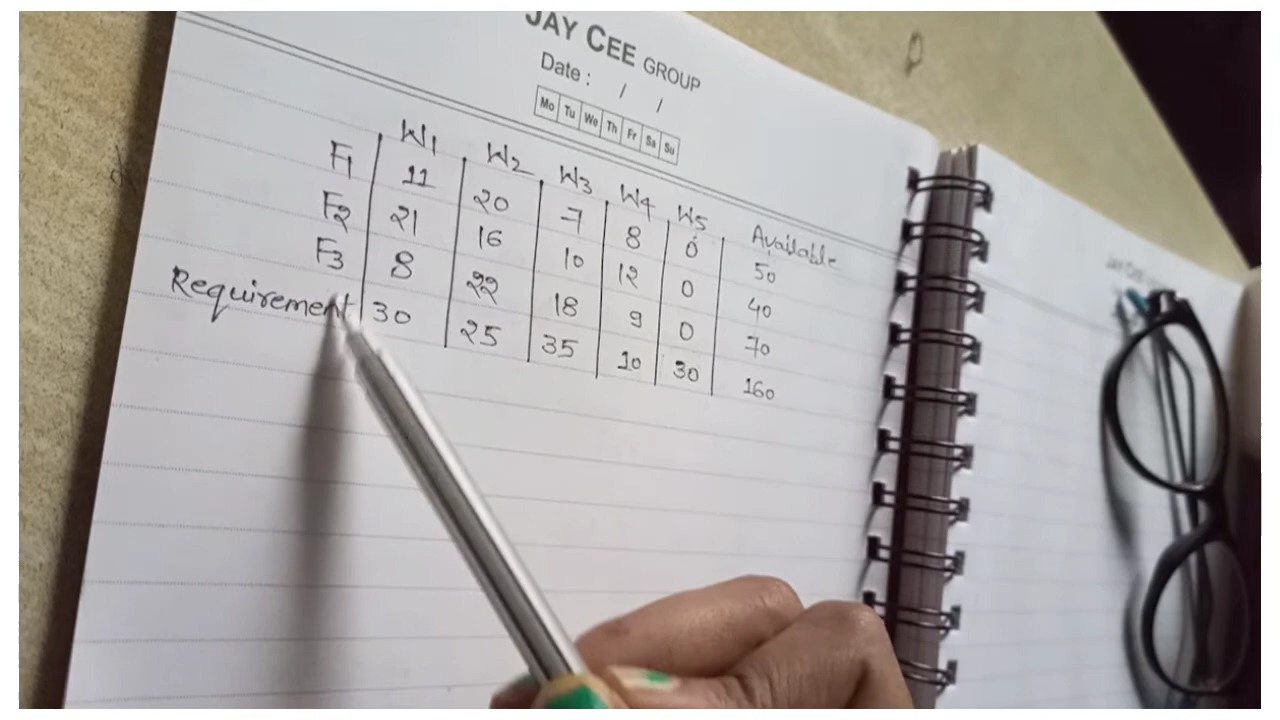 JAY CEE GROUP
Date : / /
Mo Tu We Th Fr Sa Su
W1 W2 W3 W4 W5 Available
F1 11 20 7 8 0 50
F2 21 16 10 12 0 40
F3 8 22 18 9 0 70
Requirement 30 25 35 10 30 160
JAY CEE